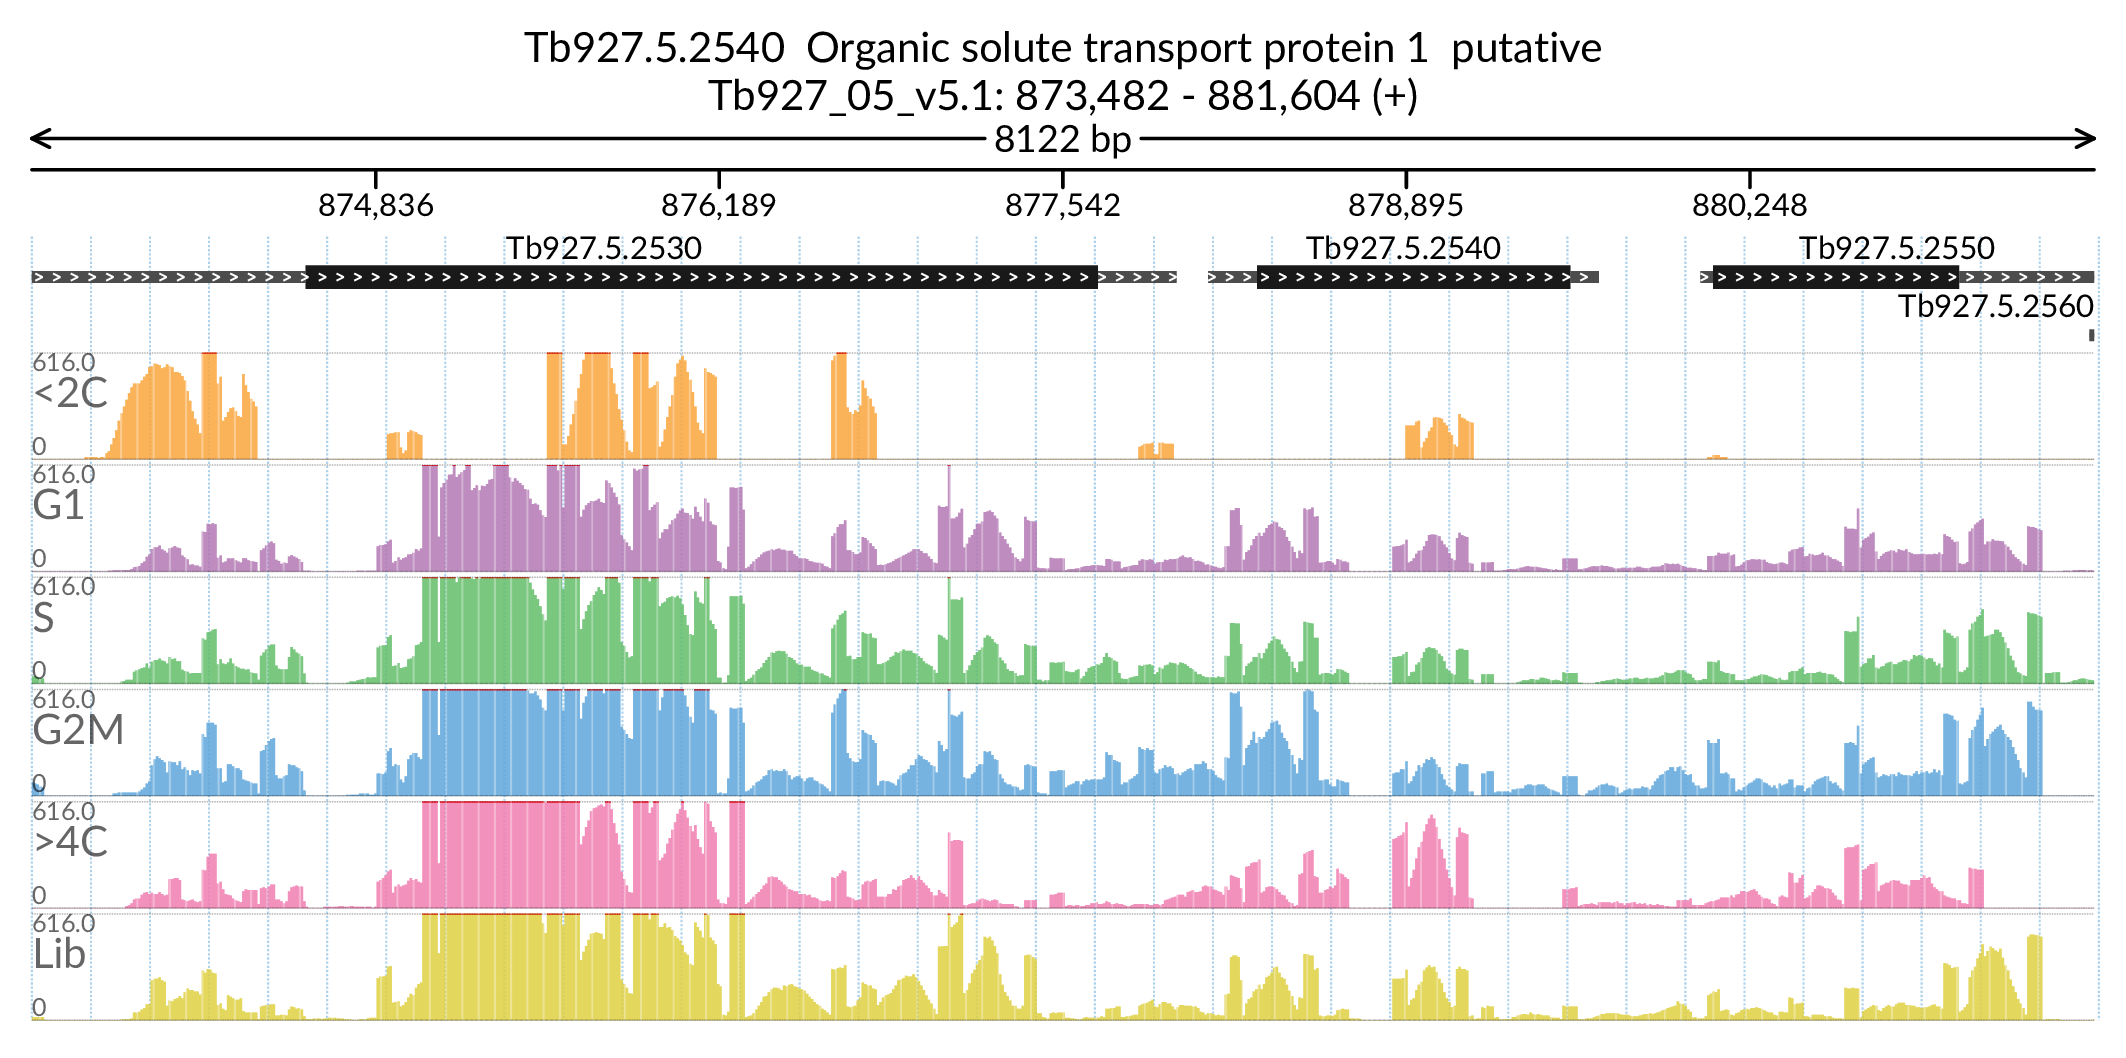 Tb927.5.2540  Organic solute transport protein 1  putative
Tb927_05_v5.1: 873,482 - 881,604 (+)
8122 bp
874,836 876,189 877,542 878,895 880,248
Tb927.5.2530 Tb927.5.2540 Tb927.5.2550
Tb927.5.2560
616.0
<2C
0
616.0
G1
0
616.0
S
0
616.0
G2M
0
616.0
>4C
0
616.0
Lib
0